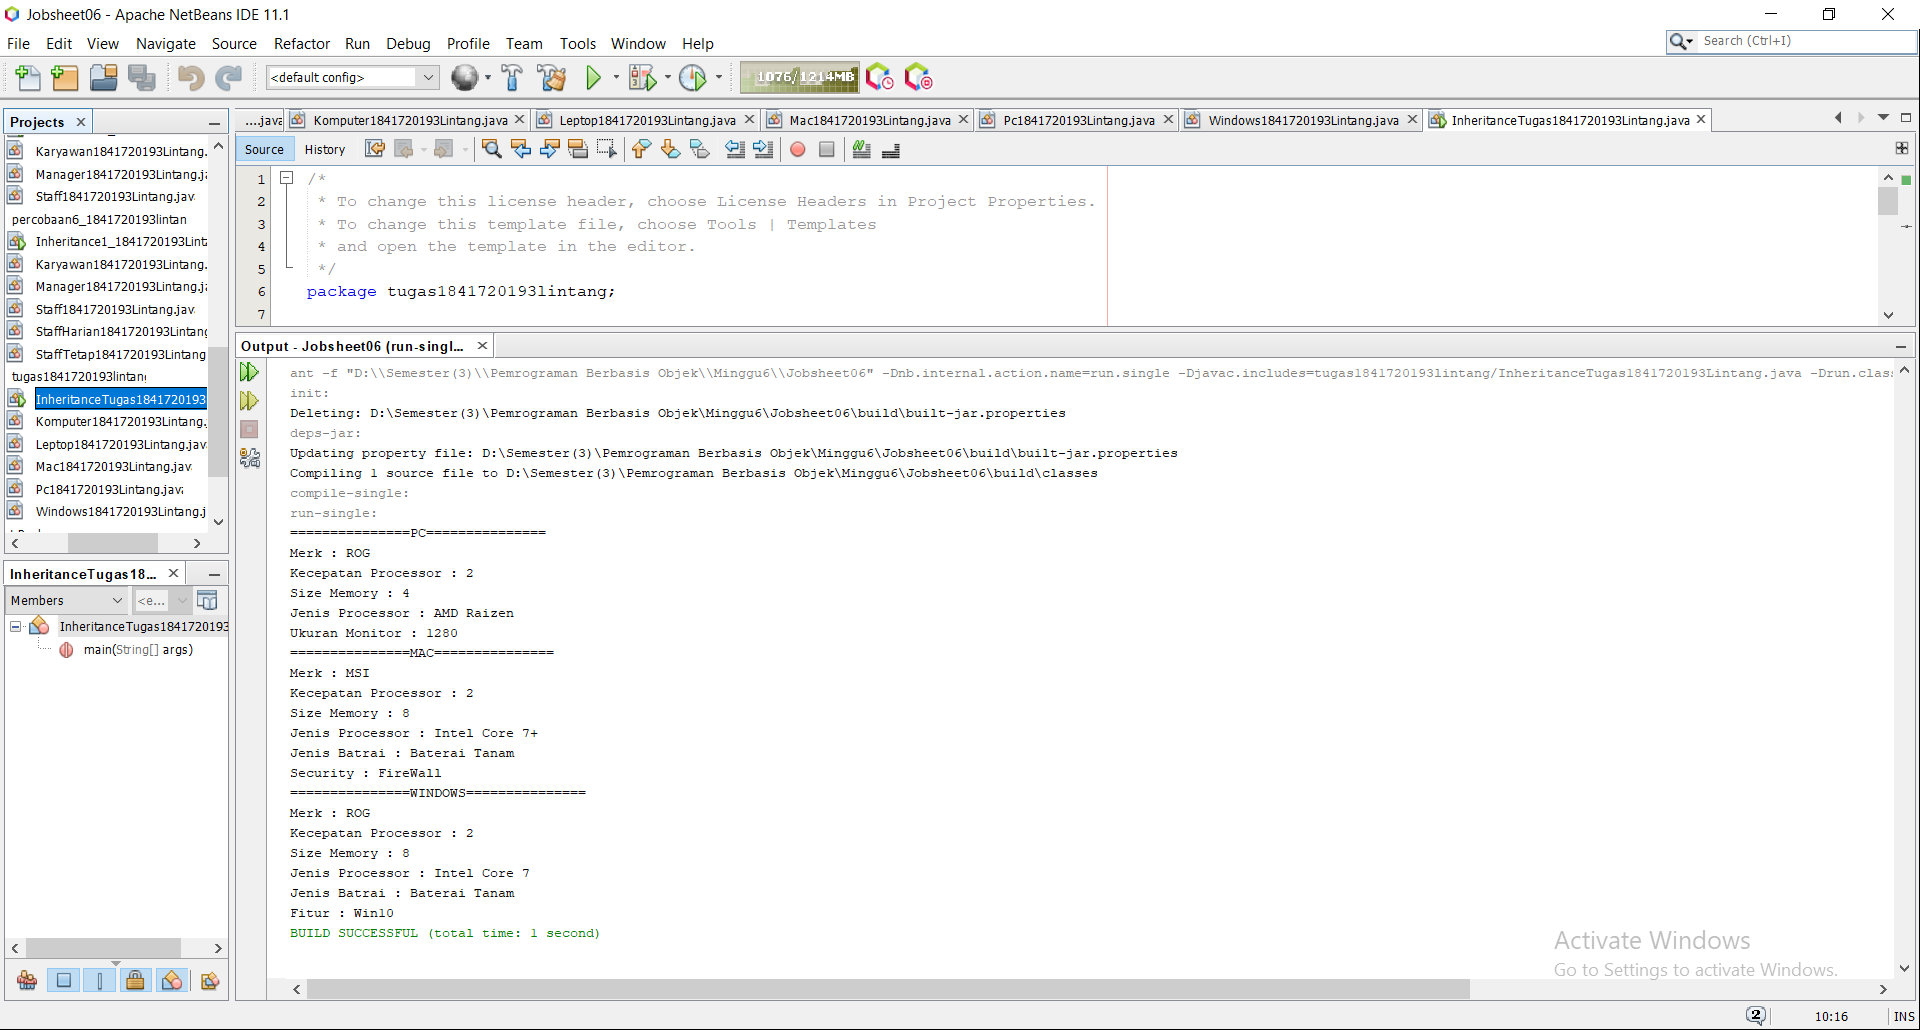 Jobsheet06 - Apache NetBeans IDE 11.1
File Edit View Navigate Source Refactor Run Debug Profile Team Tools Window Help
Search (Ctrl+I)
<default config>
1076/1214MB
Projects
Karyawan1841720193Lintang.
Manager1841720193Lintang.ja
Staff1841720193Lintang.jav
percobaan6_1841720193lintan
Inheritance1_1841720193Lint
Karyawan1841720193Lintang.
Manager1841720193Lintang.ja
Staff1841720193Lintang.jav
StaffHarian1841720193Lintang
StaffTetap1841720193Lintang
tugas1841720193lintang
InheritanceTugas1841720193
Komputer1841720193Lintang.
Leptop1841720193Lintang.jav
Mac1841720193Lintang.jav
Pc1841720193Lintang.java
Windows1841720193Lintang.j
InheritanceTugas18...
Members
<e...
InheritanceTugas1841720193
main(String[] args)
....java Komputer1841720193Lintang.java Leptop1841720193Lintang.java Mac1841720193Lintang.java Pc1841720193Lintang.java Windows1841720193Lintang.java InheritanceTugas1841720193Lintang.java
Source History
1 /*
2 * To change this license header, choose License Headers in Project Properties.
3 * To change this template file, choose Tools | Templates
4 * and open the template in the editor.
5 */
6 package tugas1841720193lintang;
7
Output - Jobsheet06 (run-singl...
ant -f "D:\\Semester(3)\\Pemrograman Berbasis Objek\\Minggu6\\Jobsheet06" -Dnb.internal.action.name=run.single -Djavac.includes=tugas1841720193lintang/InheritanceTugas1841720193Lintang.java -Drun.clas
init:
Deleting: D:\Semester(3)\Pemrograman Berbasis Objek\Minggu6\Jobsheet06\build\built-jar.properties
deps-jar:
Updating property file: D:\Semester(3)\Pemrograman Berbasis Objek\Minggu6\Jobsheet06\build\built-jar.properties
Compiling 1 source file to D:\Semester(3)\Pemrograman Berbasis Objek\Minggu6\Jobsheet06\build\classes
compile-single:
run-single:
===============PC===============
Merk : ROG
Kecepatan Processor : 2
Size Memory : 4
Jenis Processor : AMD Raizen
Ukuran Monitor : 1280
===============MAC===============
Merk : MSI
Kecepatan Processor : 2
Size Memory : 8
Jenis Processor : Intel Core 7+
Jenis Batrai : Baterai Tanam
Security : FireWall
===============WINDOWS===============
Merk : ROG
Kecepatan Processor : 2
Size Memory : 8
Jenis Processor : Intel Core 7
Jenis Batrai : Baterai Tanam
Fitur : Win10
BUILD SUCCESSFUL (total time: 1 second)
Activate Windows
Go to Settings to activate Windows.
2
10:16
INS